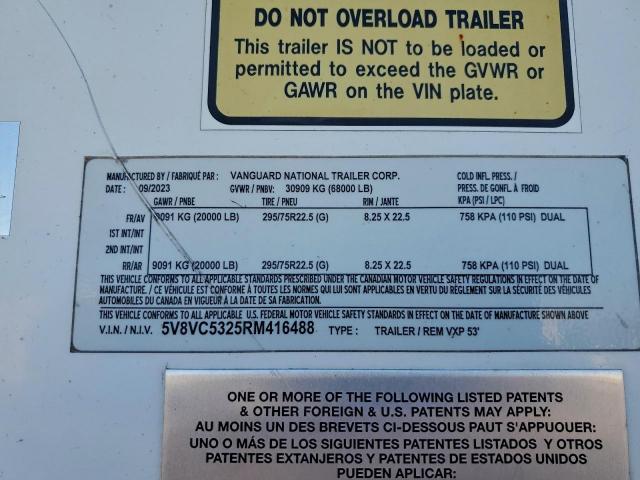 DO NOT OVERLOAD TRAILER
This trailer IS NOT to be loaded or
permitted to exceed the GVWR or
GAWR on the VIN plate.
MANUFACTURED BY / FABRIQUÉ PAR : VANGUARD NATIONAL TRAILER CORP. COLD INFL. PRESS./
DATE : 09/2023 GVWR / PNBV: 30909 KG (68000 LB) PRESS. DE GONFL. À FROID
GAWR / PNBE TIRE / PNEU RIM / JANTE KPA (PSI / LPC)
FR/AV 9091 KG (20000 LB) 295/75R22.5 (G) 8.25 X 22.5 758 KPA (110 PSI) DUAL
1ST INT/INT
2ND INT/INT
RR/AR 9091 KG (20000 LB) 295/75R22.5 (G) 8.25 X 22.5 758 KPA (110 PSI) DUAL
THIS VEHICLE CONFORMS TO ALL APPLICABLE STANDARDS PRESCRIBED UNDER THE CANADIAN MOTOR VEHICLE SAFETY REGULATIONS IN EFFECT ON THE DATE OF
MANUFACTURE. / CE VÉHICULE EST CONFORME À TOUTES LES NORMES QUI LUI SONT APPLICABLES EN VERTU DU RÈGLEMENT SUR LA SÉCURITÉ DES VÉHICULES
AUTOMOBILES DU CANADA EN VIGUEUR À LA DATE DE SA FABRICATION.
THIS VEHICLE CONFORMS TO ALL APPLICABLE U.S. FEDERAL MOTOR VEHICLE SAFETY STANDARDS IN EFFECT ON THE DATE OF MANUFACTURE SHOWN ABOVE
V.I.N. / N.I.V. 5V8VC5325RM416488 TYPE : TRAILER / REM VXP 53'
ONE OR MORE OF THE FOLLOWING LISTED PATENTS
& OTHER FOREIGN & U.S. PATENTS MAY APPLY:
AU MOINS UN DES BREVETS CI-DESSOUS PAUT S'APPUOUER:
UNO O MÁS DE LOS SIGUIENTES PATENTES LISTADOS Y OTROS
PATENTES EXTANJEROS Y PATENTES DE ESTADOS UNIDOS
PUEDEN APLICAR: